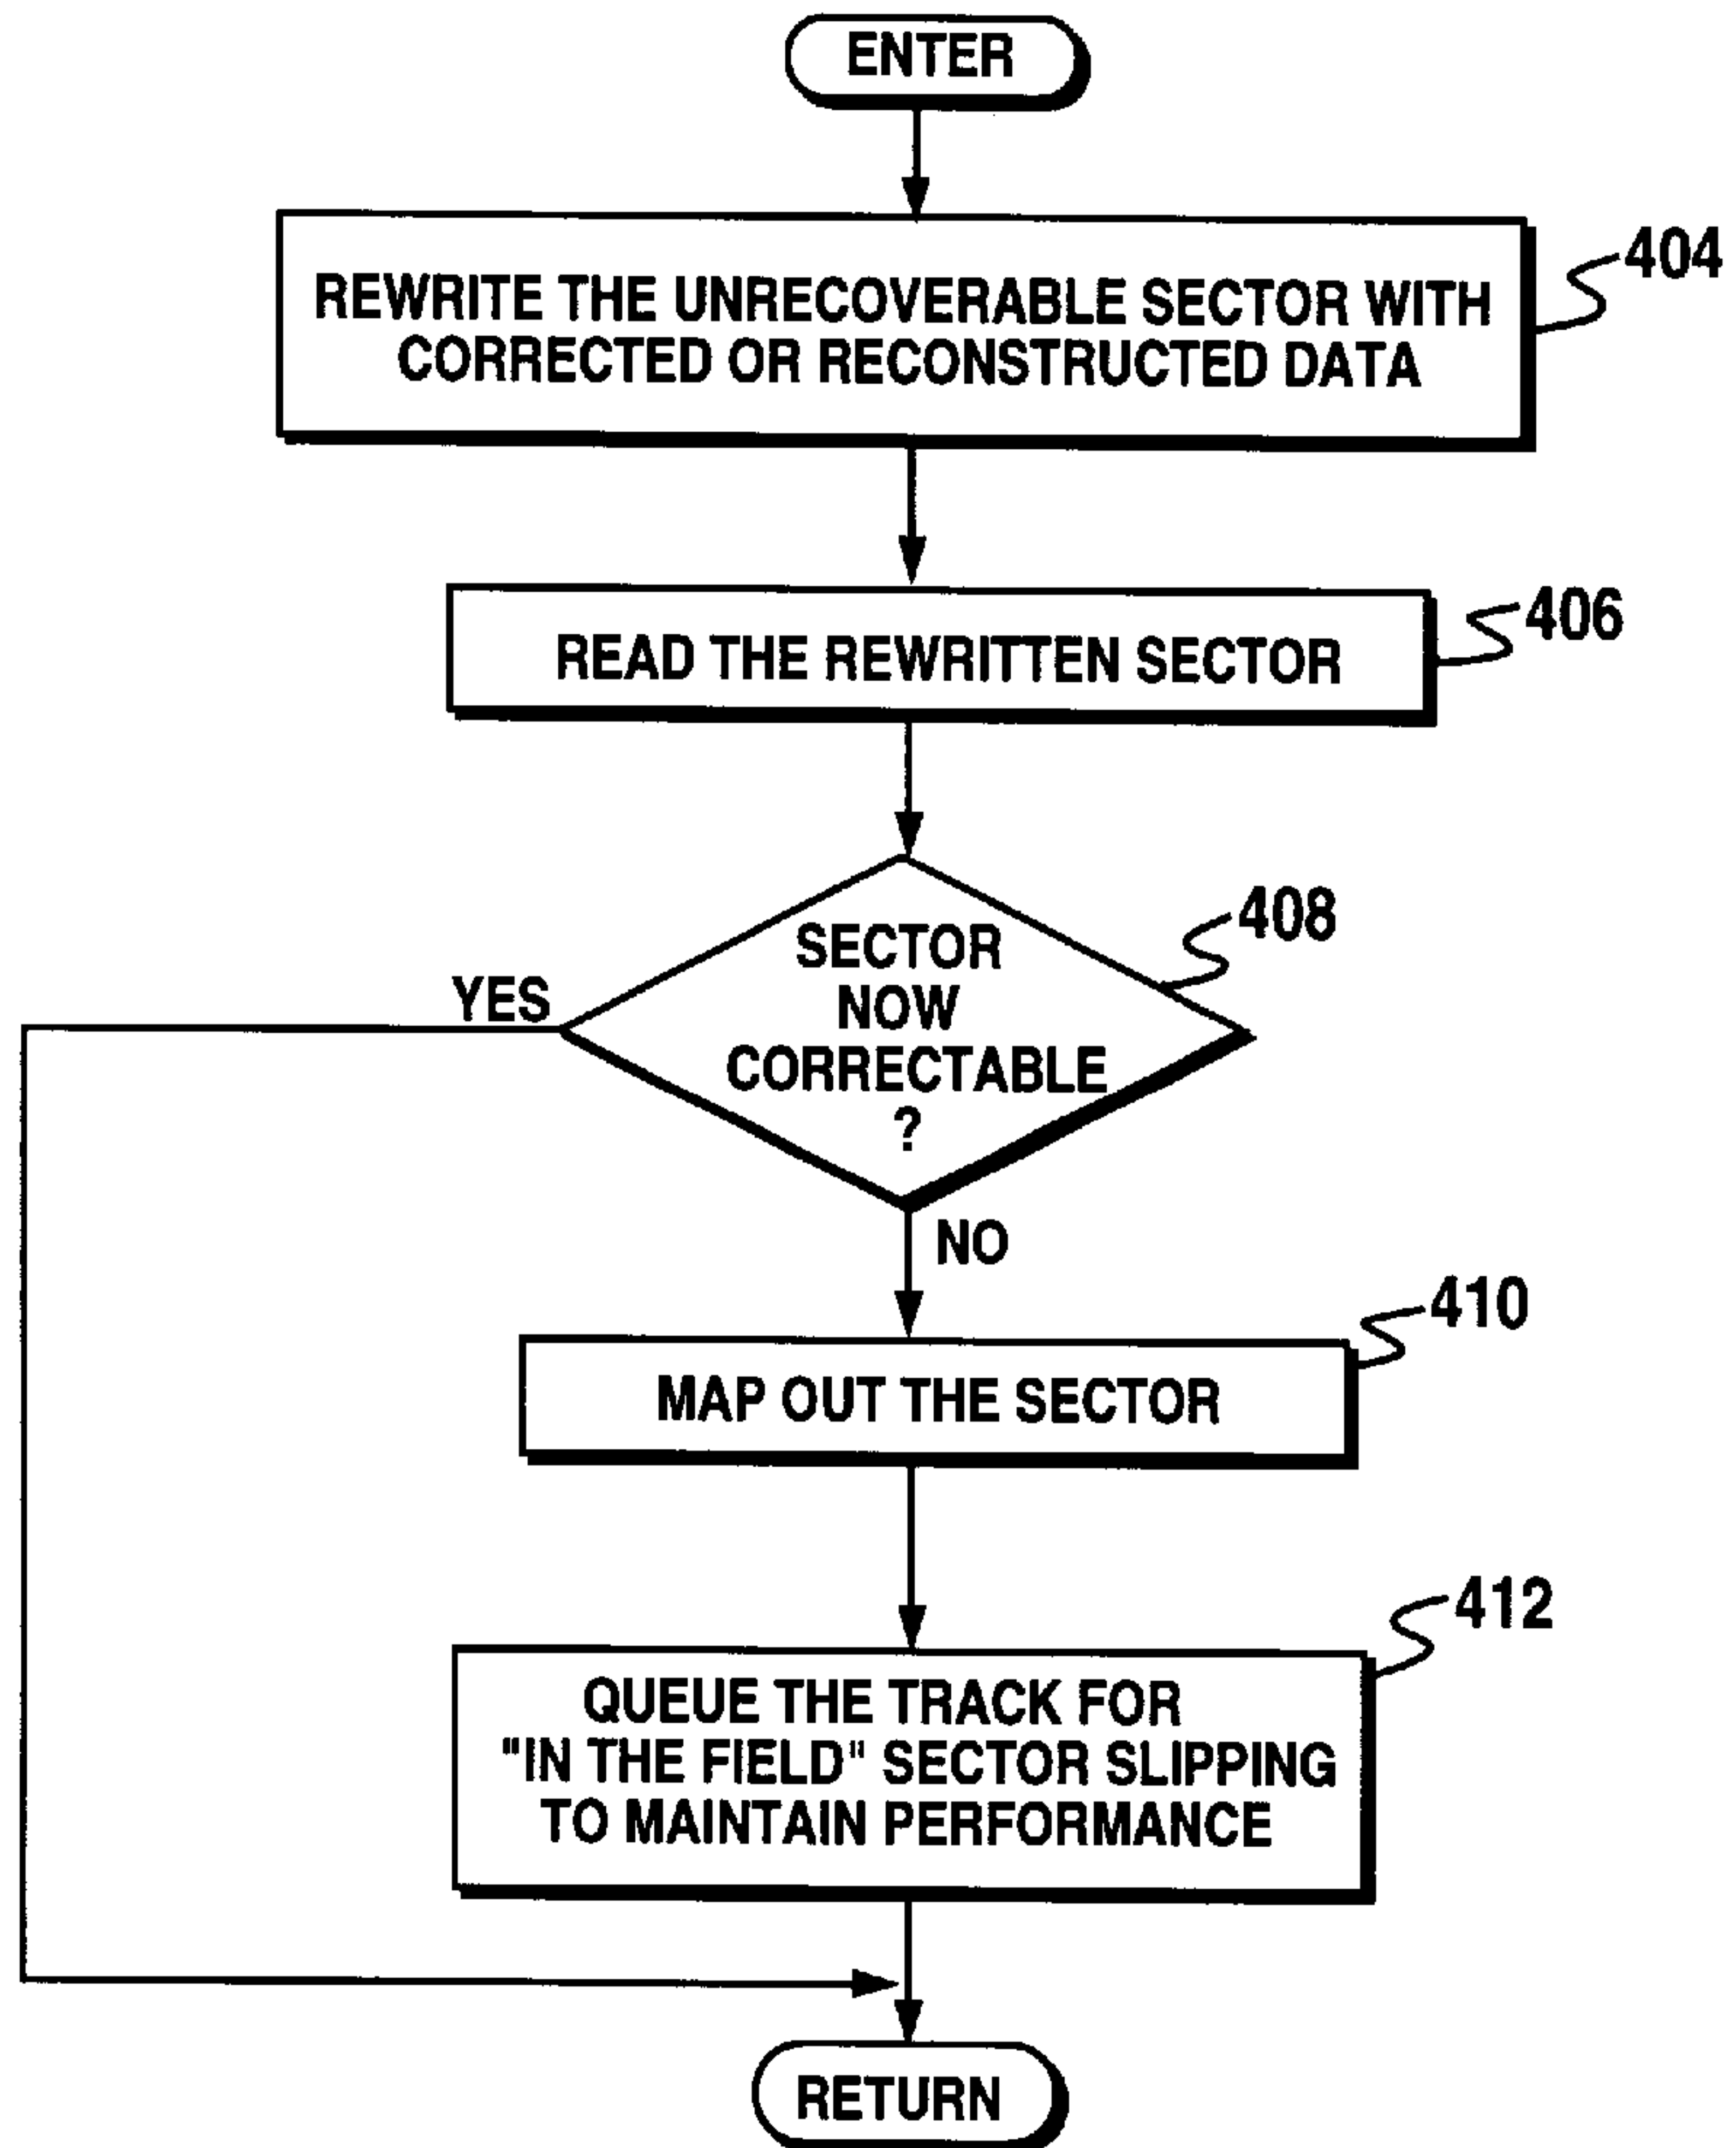 ENTER
REWRITE THE UNRECOVERABLE SECTOR WITH
CORRECTED OR RECONSTRUCTED DATA
404
READ THE REWRITTEN SECTOR
406
SECTOR
NOW
CORRECTABLE
?
408
YES
NO
MAP OUT THE SECTOR
410
QUEUE THE TRACK FOR
"IN THE FIELD" SECTOR SLIPPING
TO MAINTAIN PERFORMANCE
412
RETURN